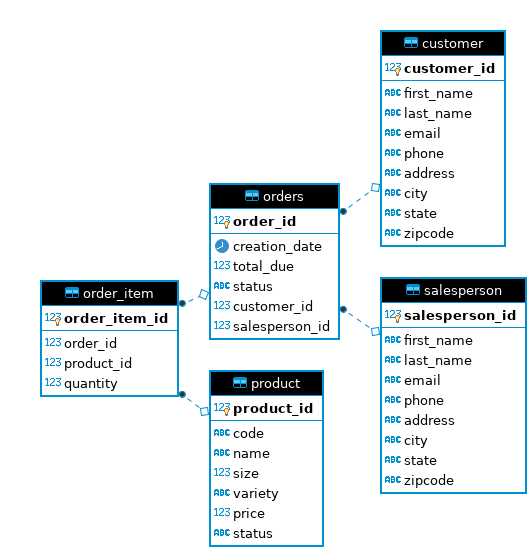 customer
123 customer_id
ABC first_name
ABC last_name
ABC email
ABC phone
ABC address
ABC city
ABC state
ABC zipcode
orders
123 order_id
creation_date
123 total_due
ABC status
123 customer_id
123 salesperson_id
order_item
123 order_item_id
123 order_id
123 product_id
123 quantity
salesperson
123 salesperson_id
ABC first_name
ABC last_name
ABC email
ABC phone
ABC address
ABC city
ABC state
ABC zipcode
product
123 product_id
ABC code
ABC name
123 size
ABC variety
123 price
ABC status